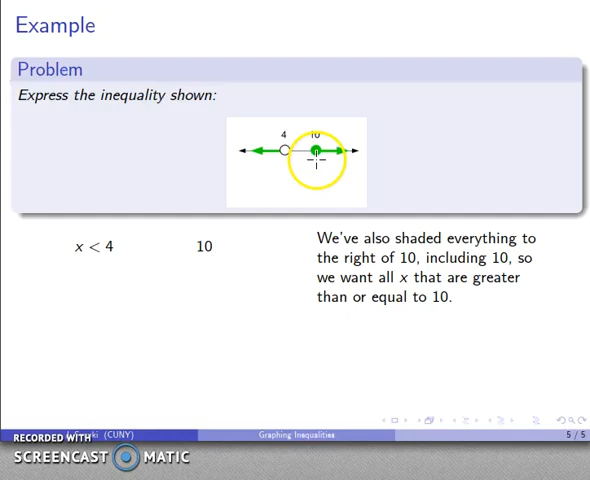 Example
Problem
Express the inequality shown:
4 10
x < 4 10
We've also shaded everything to
the right of 10, including 10, so
we want all x that are greater
than or equal to 10.
(CUNY) Graphing Inequalities 5 / 5
RECORDED WITH
SCREENCAST MATIC